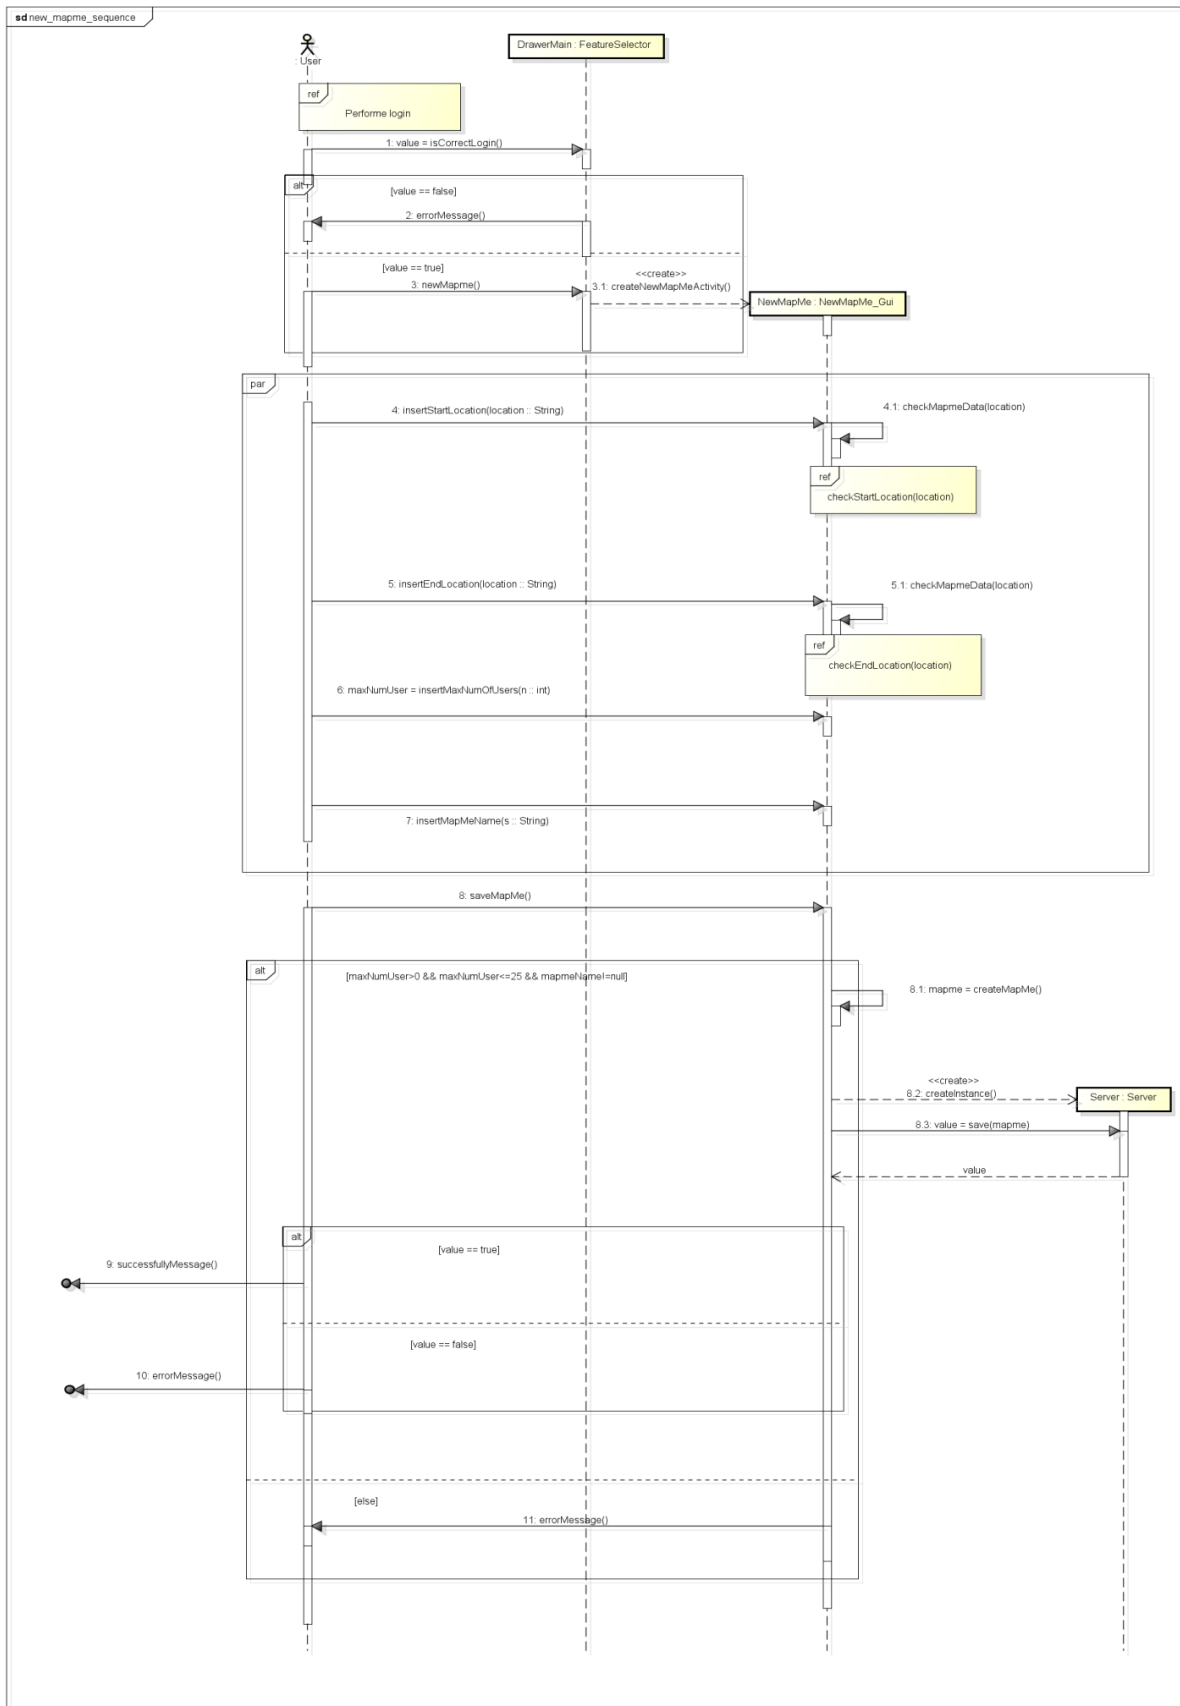 sd new_mapme_sequence
: User
DrawerMain : FeatureSelector
ref
Performe login
1: value = isCorrectLogin()
alt
[value == false]
2: errorMessage()
[value == true]
<<create>>
3: newMapme()
3.1: createNewMapMeActivity()
NewMapMe : NewMapMe_Gui
par
4: insertStartLocation(location :: String)
4.1: checkMapmeData(location)
ref
checkStartLocation(location)
5: insertEndLocation(location :: String)
5.1: checkMapmeData(location)
ref
checkEndLocation(location)
6: maxNumUser = insertMaxNumOfUsers(n :: int)
7: insertMapMeName(s :: String)
8: saveMapMe()
alt
[maxNumUser>0 && maxNumUser<=25 && mapmeName!=null]
8.1: mapme = createMapMe()
<<create>>
8.2: createInstance()
Server : Server
8.3: value = save(mapme)
value
alt
[value == true]
9: successfullyMessage()
[value == false]
10: errorMessage()
[else]
11: errorMessage()